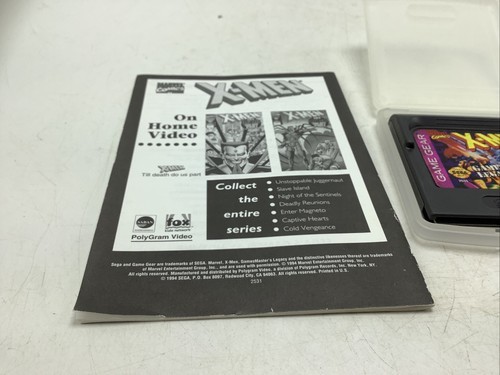 MARVEL
COMICS
X-MEN
On
Home
Video
X-MEN
Till death do us part
Collect
the
entire
series
Unstoppable Juggernaut
Slave Island
Night of the Sentinels
Deadly Reunions
Enter Magneto
Captive Hearts
Cold Vengeance
SABAN
fox
PolyGram Video
Sega and Game Gear are trademarks of SEGA. Marvel, X-Men, GamesMaster's Legacy and the distinctive likenesses thereof are trademarks
of Marvel Entertainment Group, Inc., and are used with permission. © 1994 Marvel Entertainment Group, Inc.
All rights reserved. Manufactured and distributed by PolyGram Video, a division of PolyGram Records, Inc. New York, NY.
© 1994 SEGA, P.O. Box 8097, Redwood City, CA 94063. All rights reserved. Printed in U.S.
2531
GAME GEAR
X-MEN
SEGA